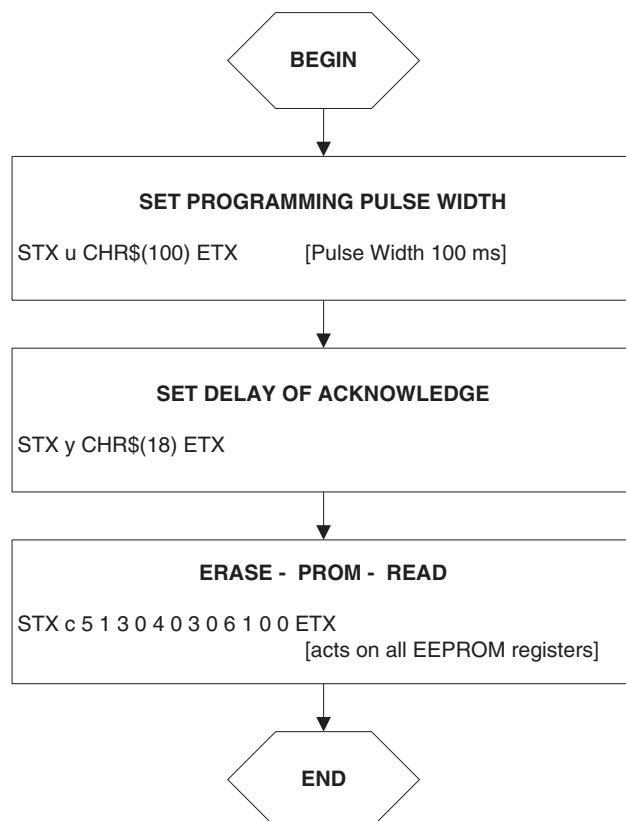 BEGIN
SET PROGRAMMING PULSE WIDTH
STX u CHR$(100) ETX [Pulse Width 100 ms]
SET DELAY OF ACKNOWLEDGE
STX y CHR$(18) ETX
ERASE - PROM - READ
STX c 5 1 3 0 4 0 3 0 6 1 0 0 ETX
[acts on all EEPROM registers]
END